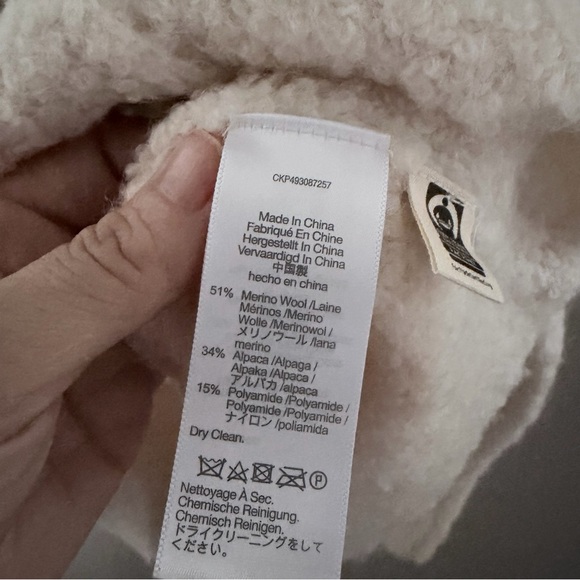 CKP493087257
Made In China
Fabriqué En Chine
Hergestellt In China
Vervaardigd In China
中国製
hecho en china
51% Merino Wool /Laine
Mérinos /Merino
Wolle /Merinowol /
メリノウール /lana
merino
34% Alpaca /Alpaga /
Alpaka /Alpaca /
アルパカ /alpaca
15% Polyamide /Polyamide /
Polyamide /Polyamide /
ナイロン /poliamida
Dry Clean.
P
Nettoyage À Sec.
Chemische Reinigung.
Chemisch Reinigen.
ドライクリーニングをして
ください。